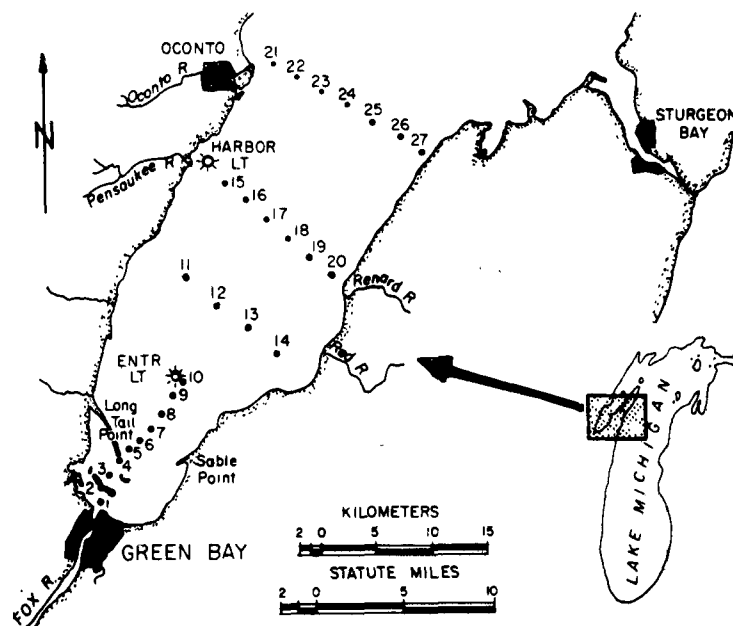 OCONTO
Oconto R
21
22
23
24
25
26
27
STURGEON
BAY
N
HARBOR
LT
Pensaukee R
15
16
17
18
19
20
11
12
13
14
Renard R
Red R
ENTR
LT
10
9
8
7
6
5
4
3
2
1
Long
Tail
Point
Sable
Point
GREEN BAY
FOX R.
KILOMETERS
2 0 5 10 15
STATUTE MILES
2 0 5 10
LAKE MICHIGAN